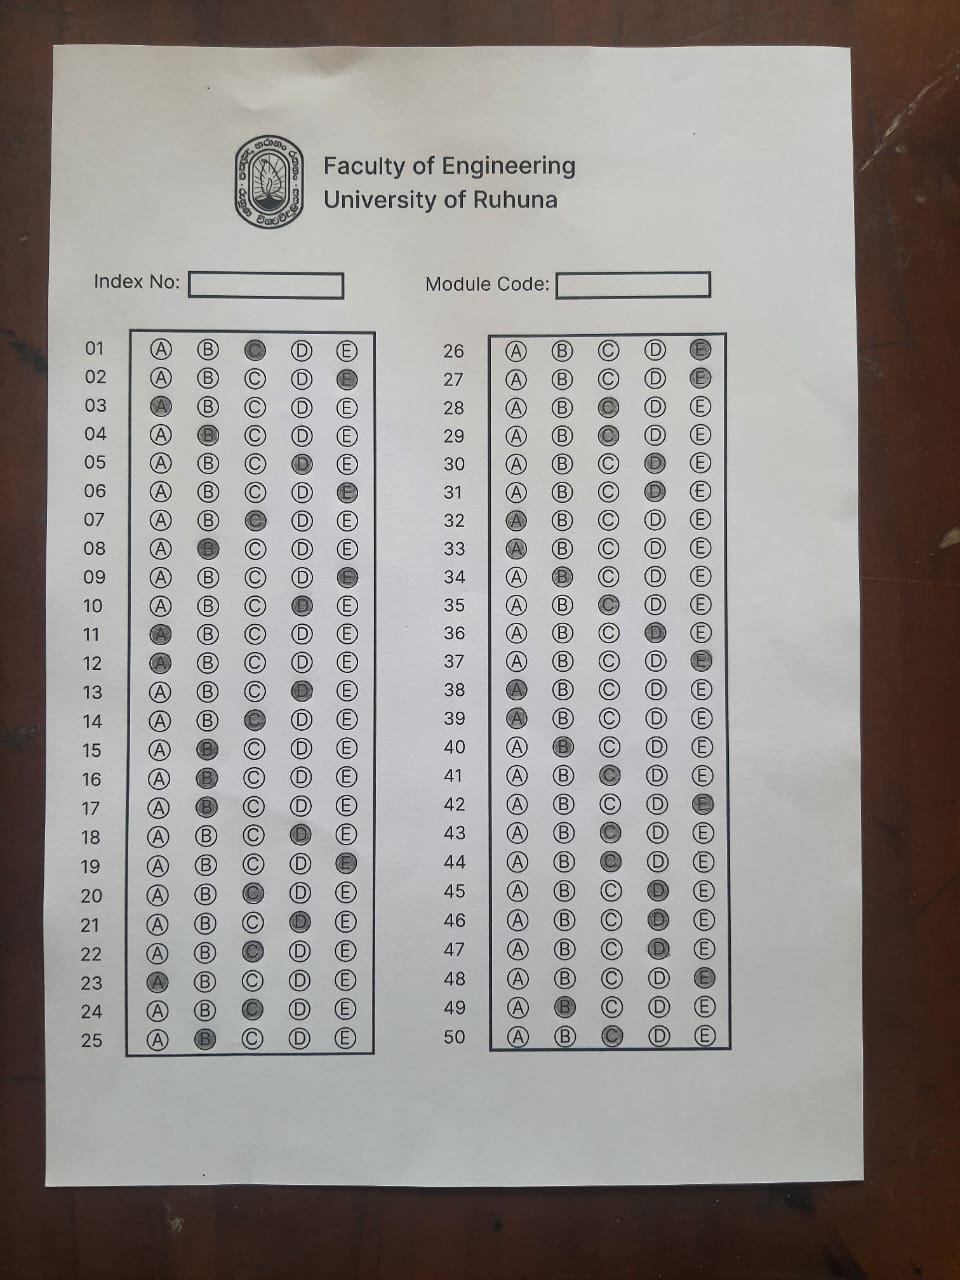 Faculty of Engineering
University of Ruhuna
Index No:
Module Code:
01 A B C D E
02 A B C D E
03 A B C D E
04 A B C D E
05 A B C D E
06 A B C D E
07 A B C D E
08 A B C D E
09 A B C D E
10 A B C D E
11 A B C D E
12 A B C D E
13 A B C D E
14 A B C D E
15 A B C D E
16 A B C D E
17 A B C D E
18 A B C D E
19 A B C D E
20 A B C D E
21 A B C D E
22 A B C D E
23 A B C D E
24 A B C D E
25 A B C D E
26 A B C D E
27 A B C D E
28 A B C D E
29 A B C D E
30 A B C D E
31 A B C D E
32 A B C D E
33 A B C D E
34 A B C D E
35 A B C D E
36 A B C D E
37 A B C D E
38 A B C D E
39 A B C D E
40 A B C D E
41 A B C D E
42 A B C D E
43 A B C D E
44 A B C D E
45 A B C D E
46 A B C D E
47 A B C D E
48 A B C D E
49 A B C D E
50 A B C D E